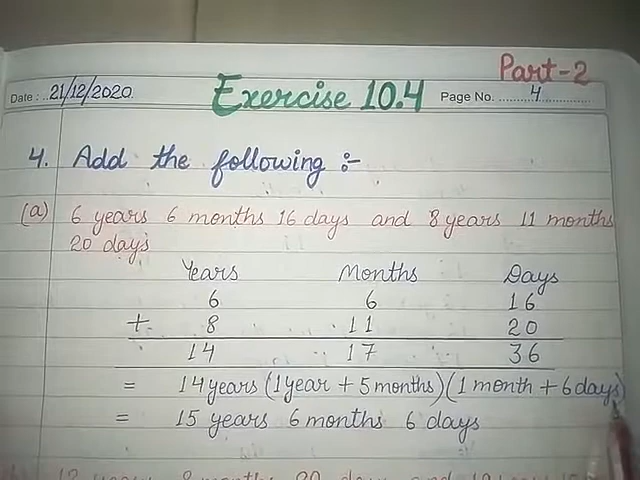 Part-2
Date : .. 21/12/2020. Exercise 10.4 Page No. ..........4..............
4. Add the following :-
(a) 6 years 6 months 16 days and 8 years 11 months
20 days
Years Months Days
6 6 16
+ 8 11 20
14 17 36
= 14 years (1 year + 5 months) (1 month + 6 days)
= 15 years 6 months 6 days